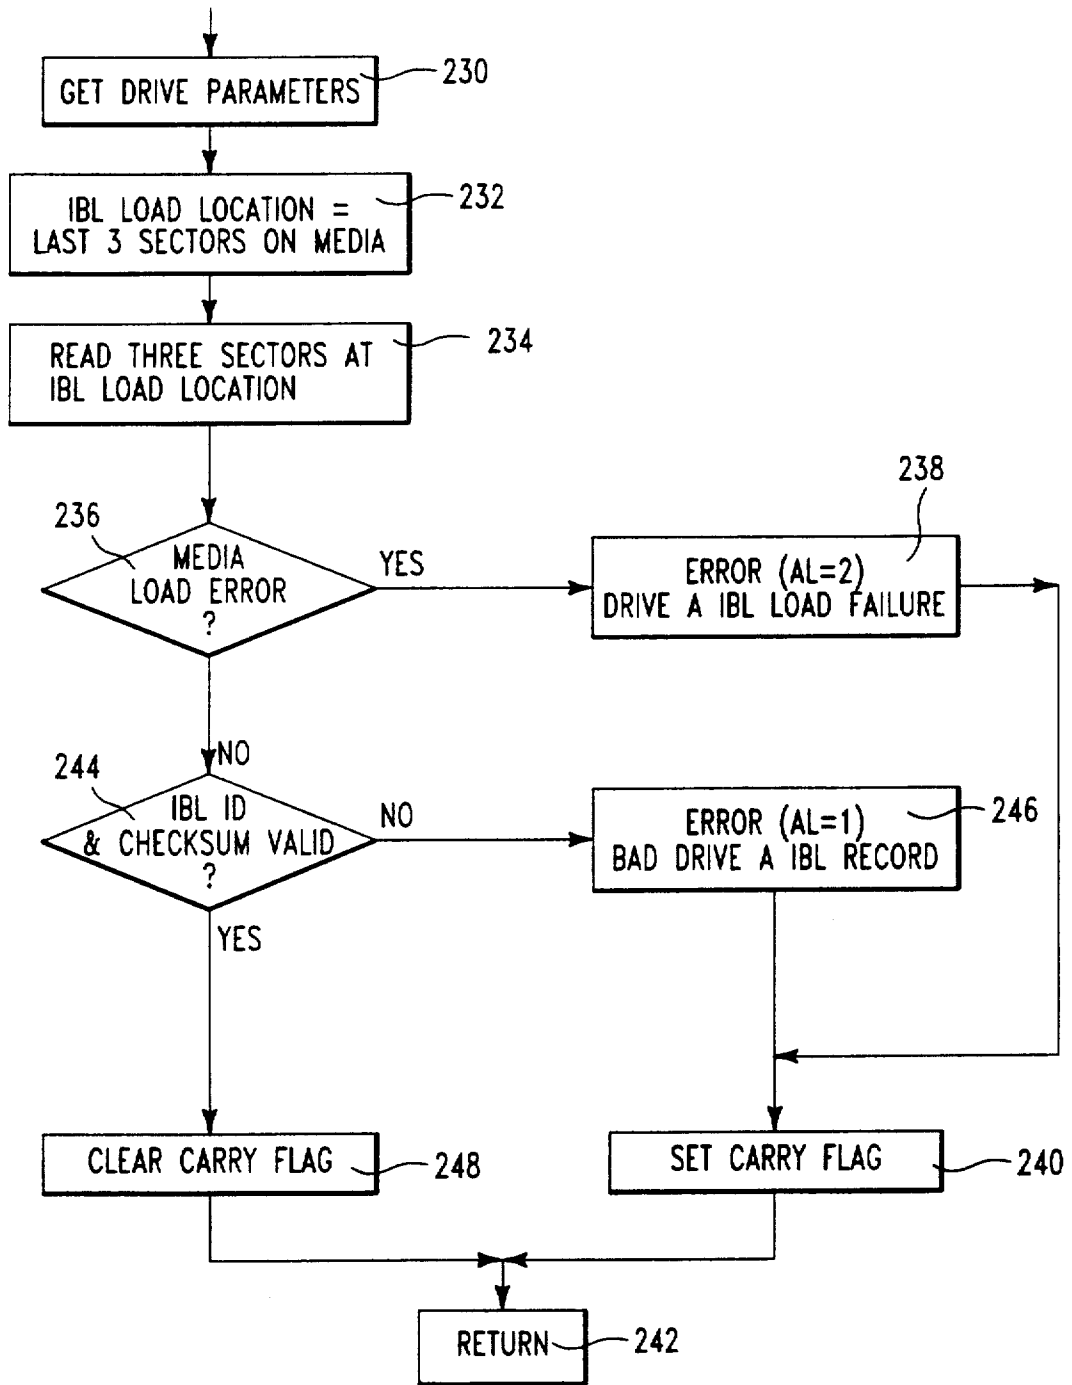 GET DRIVE PARAMETERS
230
IBL LOAD LOCATION =
LAST 3 SECTORS ON MEDIA
232
READ THREE SECTORS AT
IBL LOAD LOCATION
234
236
MEDIA
LOAD ERROR
?
YES
238
ERROR (AL=2)
DRIVE A IBL LOAD FAILURE
NO
244
IBL ID
& CHECKSUM VALID
?
NO
ERROR (AL=1)
BAD DRIVE A IBL RECORD
246
YES
CLEAR CARRY FLAG
248
SET CARRY FLAG
240
RETURN
242